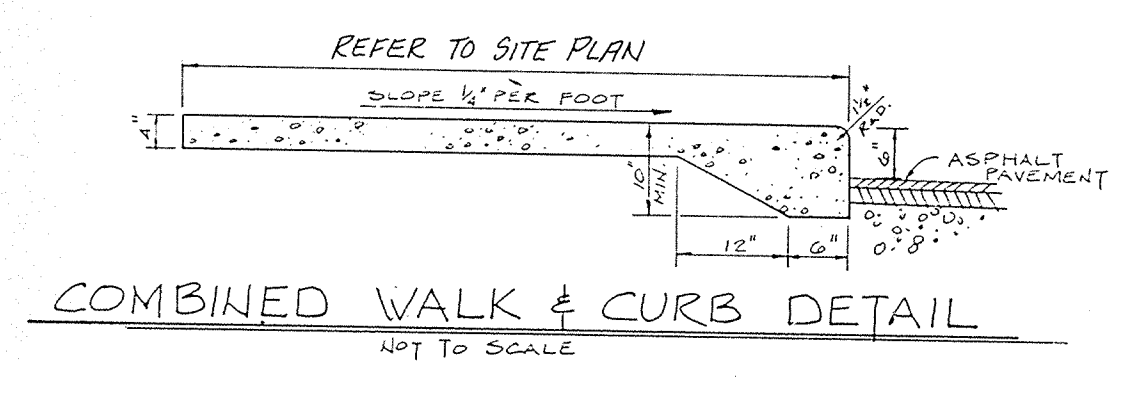 REFER TO SITE PLAN
SLOPE 1/4" PER FOOT
1/2" RAD.
4"
6"
10" MIN.
ASPHALT
PAVEMENT
12"
6"
COMBINED WALK & CURB DETAIL
NOT TO SCALE